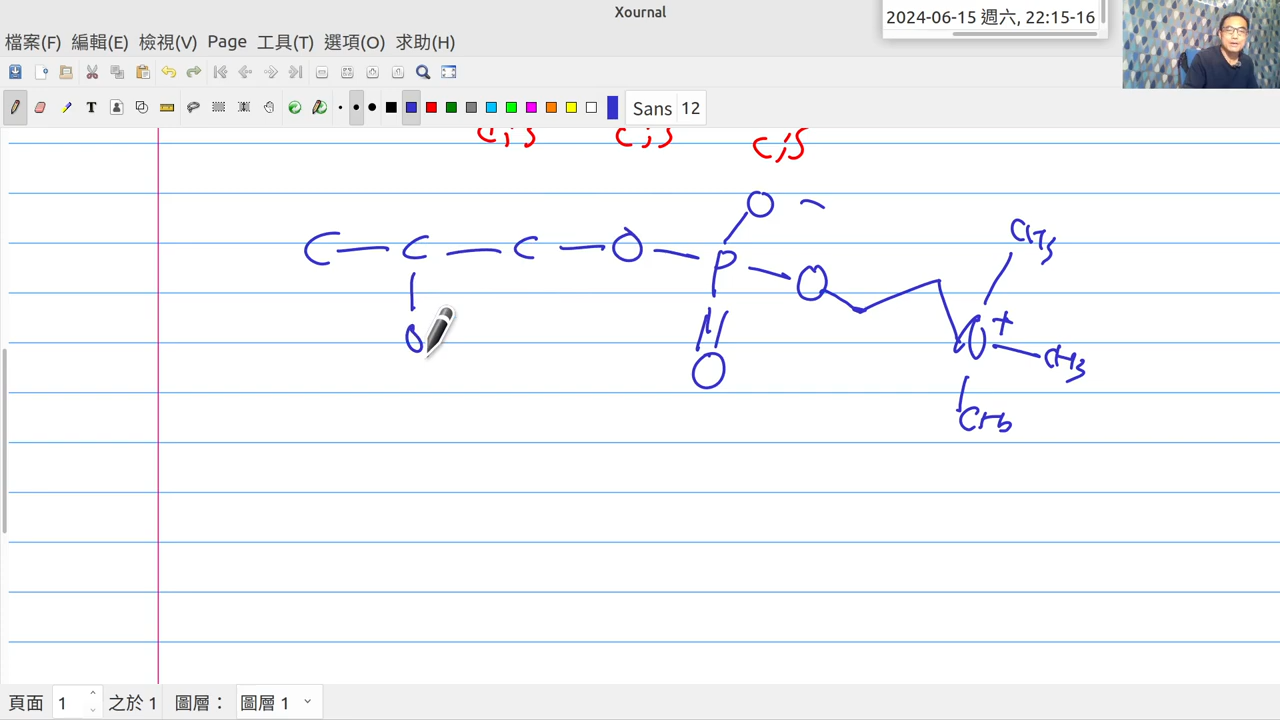 Xournal
2024-06-15 週六, 22:15-16
檔案(F) 編輯(E) 檢視(V) Page 工具(T) 選項(O) 求助(H)
T Sans 12
C — C — C — O — P — O
O −
O
O
CH3
+
CH3
CH3
頁面 1 之於 1 圖層： 圖層 1